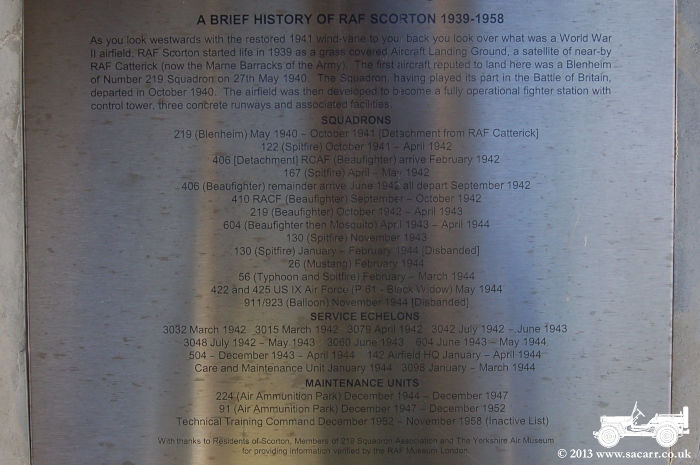 A BRIEF HISTORY OF RAF SCORTON 1939-1958
As you look westwards with the restored 1941 wind-vane to your back you look over what was a World War
II airfield, RAF Scorton started life in 1939 as a grass covered Aircraft Landing Ground, a satellite of near-by
RAF Catterick (now the Marne Barracks of the Army). The first aircraft reputed to land here was a Blenheim
of Number 219 Squadron on 27th May 1940. The Squadron, having played its part in the Battle of Britain,
departed in October 1940. The airfield was then developed to become a fully operational fighter station with
control tower, three concrete runways and associated facilities.
SQUADRONS
219 (Blenheim) May 1940 – October 1941 [Detachment from RAF Catterick]
122 (Spitfire) October 1941 – April 1942
406 [Detachment] RCAF (Beaufighter) arrive February 1942
167 (Spitfire) April – May 1942
406 (Beaufighter) remainder arrive June 1942 all depart September 1942
410 RACF (Beaufighter) September – October 1942
219 (Beaufighter) October 1942 – April 1943
604 (Beaufighter then Mosquito) April 1943 – April 1944
130 (Spitfire) November 1943
130 (Spitfire) January – February 1944 [Disbanded]
26 (Mustang) February 1944
56 (Typhoon and Spitfire) February – March 1944
422 and 425 US IX Air Force (P 61 - Black Widow) May 1944
911/923 (Balloon) November 1944 [Disbanded]
SERVICE ECHELONS
3032 March 1942 3015 March 1942 3079 April 1942 3042 July 1942 – June 1943
3048 July 1942 – May 1943 3060 June 1943 604 June 1943 – May 1944
504 – December 1943 – April 1944 142 Airfield HQ January – April 1944
Care and Maintenance Unit January 1944 3098 January – March 1944
MAINTENANCE UNITS
224 (Air Ammunition Park) December 1944 – December 1947
91 (Air Ammunition Park) December 1947 – December 1952
Technical Training Command December 1952 – November 1958 (Inactive List)
With thanks to Residents of Scorton, Members of 219 Squadron Association and The Yorkshire Air Museum
for providing information verified by the RAF Museum London.
© 2013 www.sacarr.co.uk